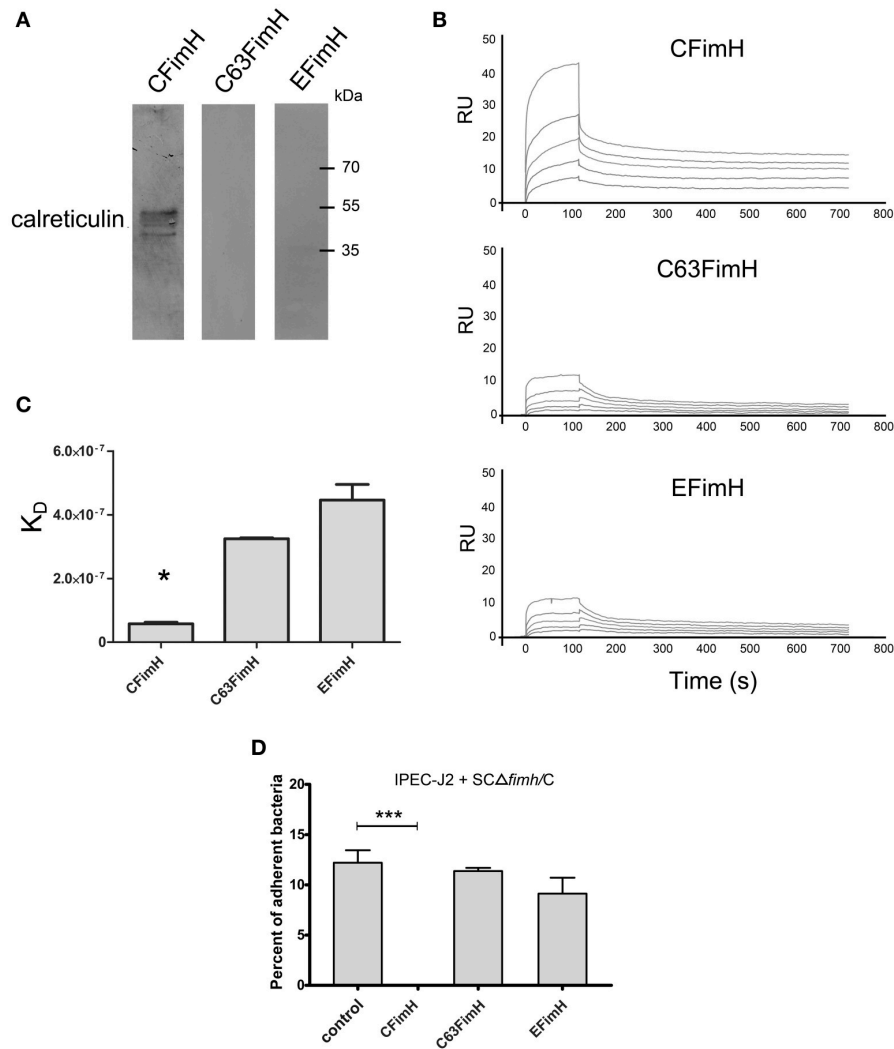 A
CFimH
C63FimH
EFimH
kDa
70
55
35
calreticulin
B
CFimH
RU
50
40
30
20
10
0
0 100 200 300 400 500 600 700 800
C63FimH
RU
50
40
30
20
10
0
0 100 200 300 400 500 600 700 800
EFimH
RU
50
40
30
20
10
0
0 100 200 300 400 500 600 700 800
Time (s)
C
K_D
6.0×10⁻⁷
4.0×10⁻⁷
2.0×10⁻⁷
0
*
CFimH
C63FimH
EFimH
D
IPEC-J2 + SCΔfimh/C
Percent of adherent bacteria
20
15
10
5
0
***
control
CFimH
C63FimH
EFimH